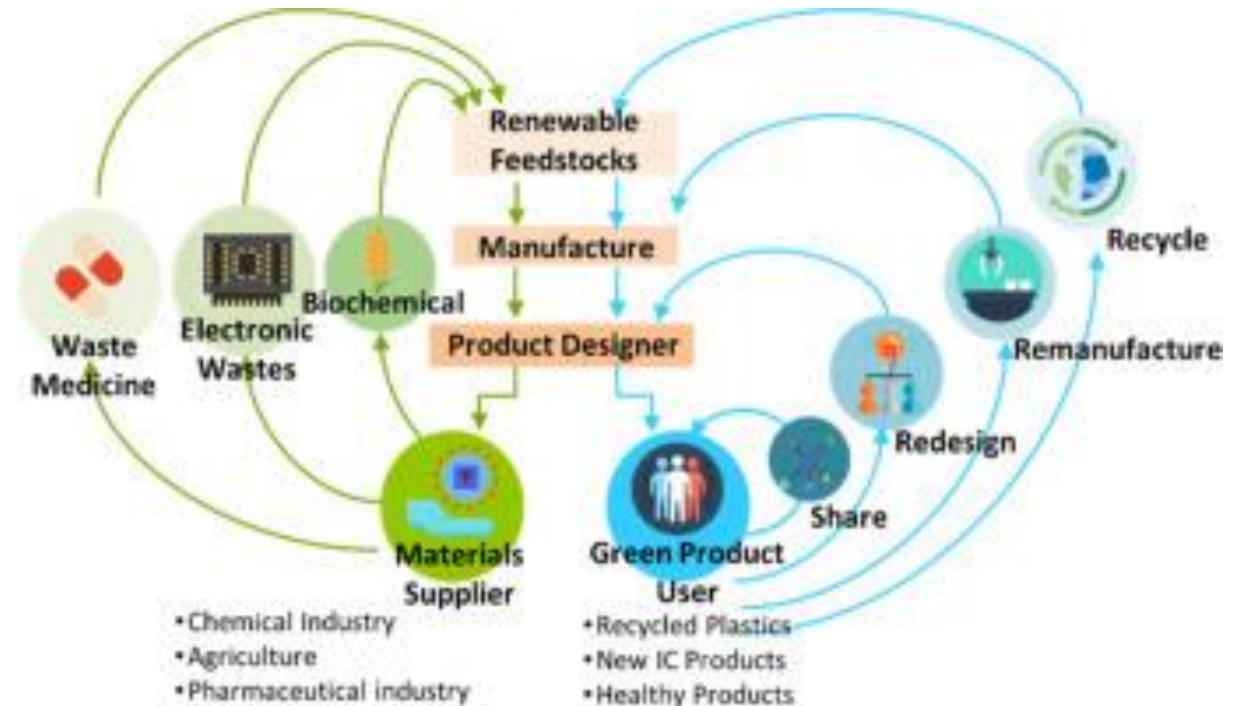 Renewable
Feedstocks
Manufacture
Product Designer
Waste
Medicine
Electronic
Wastes
Biochemical
Recycle
Remanufacture
Redesign
Share
Materials
Supplier
•Chemical Industry
•Agriculture
•Pharmaceutical industry
Green Product
User
•Recycled Plastics
•New IC Products
•Healthy Products